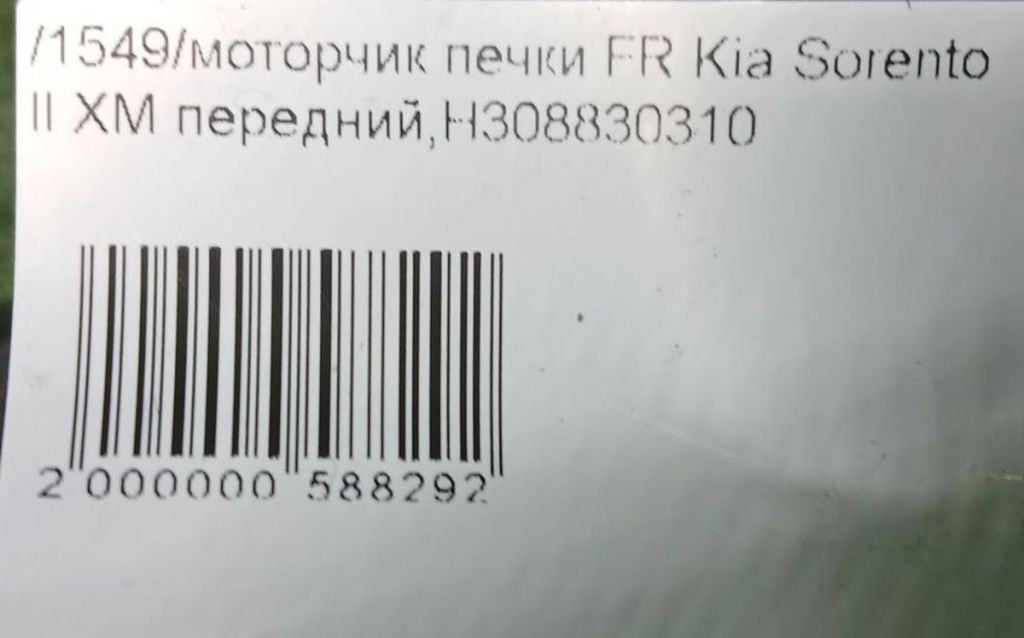 /1549/моторчик печки FR Kia Sorento
II XM передний,H308830310
2 000000 588292